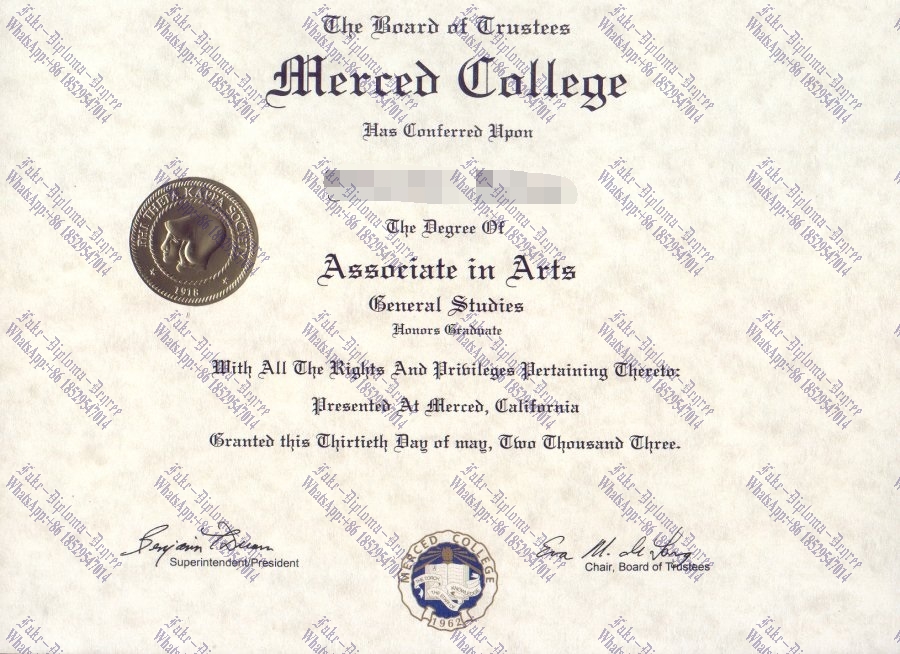 The Board of Trustees
Merced College
Has Conferred Upon
The Degree Of
Associate in Arts
General Studies
Honors Graduate
With All The Rights And Privileges Pertaining Thereto:
Presented At Merced, California
Granted this Thirtieth Day of may, Two Thousand Three.
PHI THETA KAPPA SOCIETY
1918
Superintendent/President
Chair, Board of Trustees
MERCED COLLEGE
1962
Fake-Diploma-Degree
WhatsApp:+86 18529547014